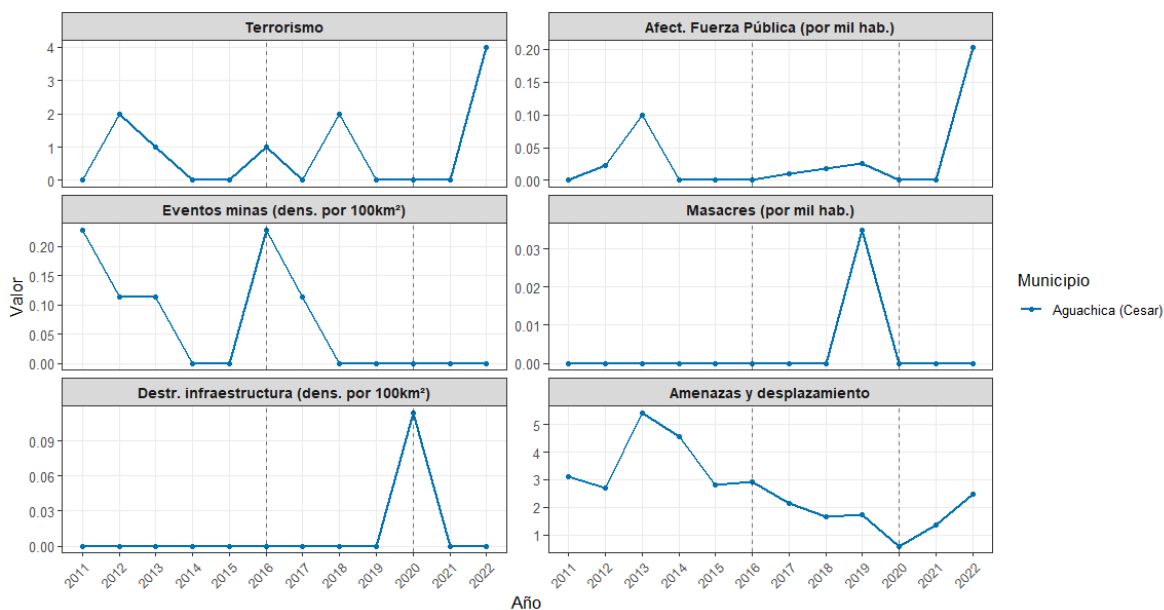 Terrorismo
Afect. Fuerza Pública (por mil hab.)
4
3
2
1
0
0.20
0.15
0.10
0.05
0.00
Eventos minas (dens. por 100km²)
Masacres (por mil hab.)
0.20
0.15
0.10
0.05
0.00
0.03
0.02
0.01
0.00
Destr. infraestructura (dens. por 100km²)
Amenazas y desplazamiento
0.09
0.06
0.03
0.00
5
4
3
2
1
2011 2012 2013 2014 2015 2016 2017 2018 2019 2020 2021 2022
2011 2012 2013 2014 2015 2016 2017 2018 2019 2020 2021 2022
Valor
Año
Municipio
Aguachica (Cesar)